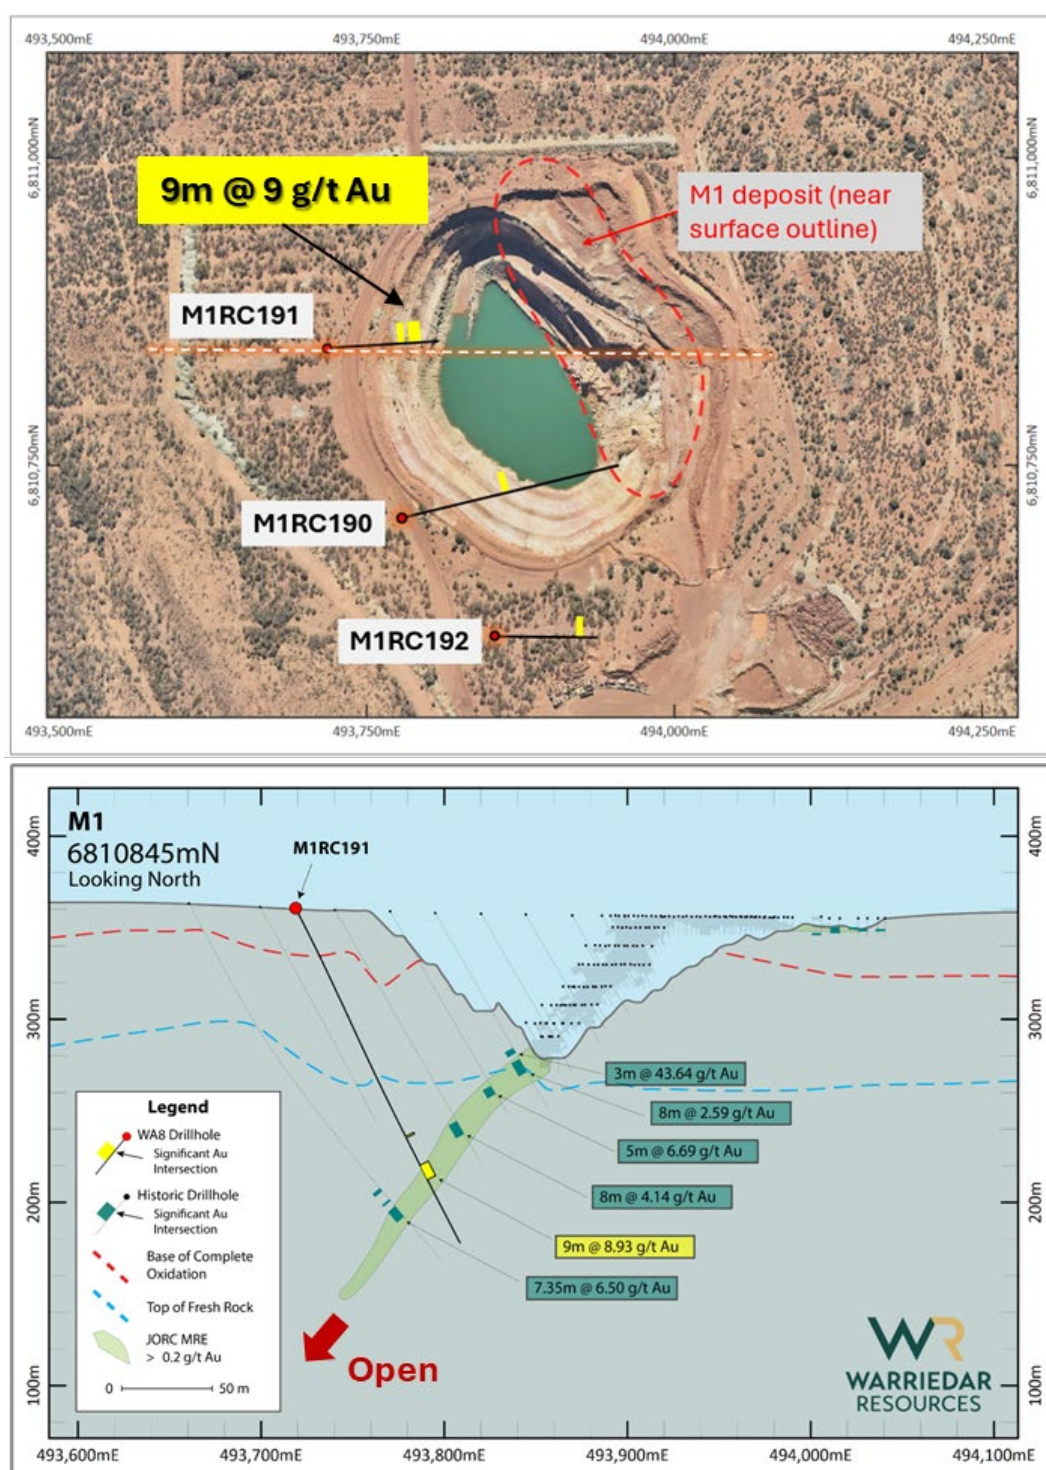 493,500mE 493,750mE 494,000mE 494,250mE
6,811,000mN
6,811,000mN
9m @ 9 g/t Au
M1 deposit (near
surface outline)
M1RC191
6,810,750mN
6,810,750mN
M1RC190
M1RC192
493,500mE 493,750mE 494,000mE 494,250mE
M1
6810845mN
Looking North
M1RC191
400m
400m
300m
300m
200m
200m
100m
100m
3m @ 43.64 g/t Au
8m @ 2.59 g/t Au
5m @ 6.69 g/t Au
8m @ 4.14 g/t Au
9m @ 8.93 g/t Au
7.35m @ 6.50 g/t Au
Legend
WA8 Drillhole
Significant Au
Intersection
Historic Drillhole
Significant Au
Intersection
Base of Complete
Oxidation
Top of Fresh Rock
JORC MRE
> 0.2 g/t Au
0 50 m
Open
WR
WARRIEDAR
RESOURCES
493,600mE 493,700mE 493,800mE 493,900mE 494,000mE 494,100mE